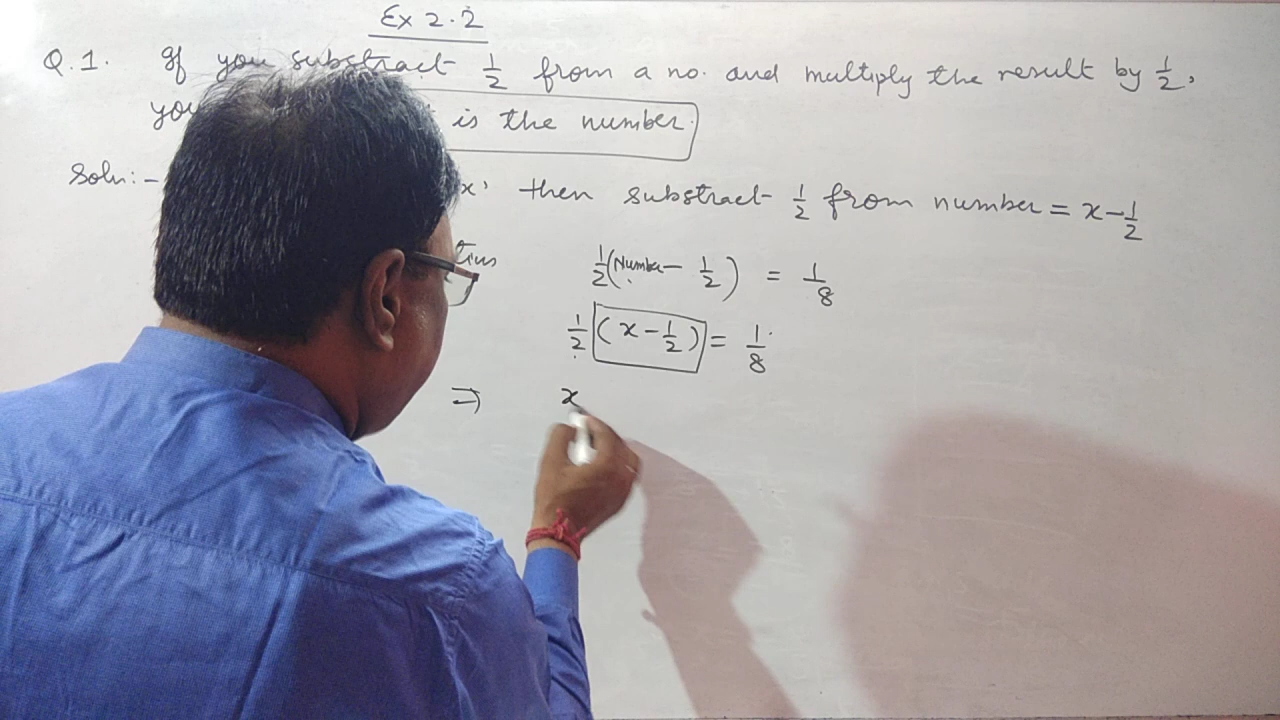 Ex 2.2
Q.1. If you substract 1/2 from a no. and multiply the result by 1/2,
you is the number.
Soln:- x' then substract 1/2 from number = x-1/2
1/2(Number - 1/2) = 1/8
1/2(x-1/2) = 1/8
⇒ x